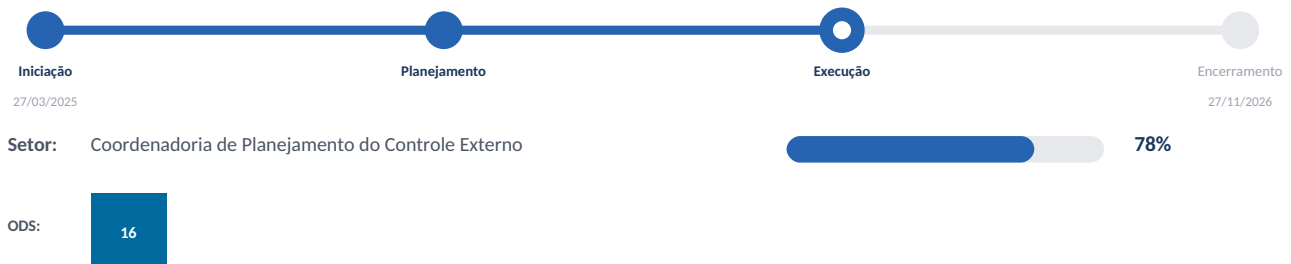 Iniciação Planejamento Execução Encerramento
27/03/2025 27/11/2026
Setor: Coordenadoria de Planejamento do Controle Externo 78%
ODS: 16